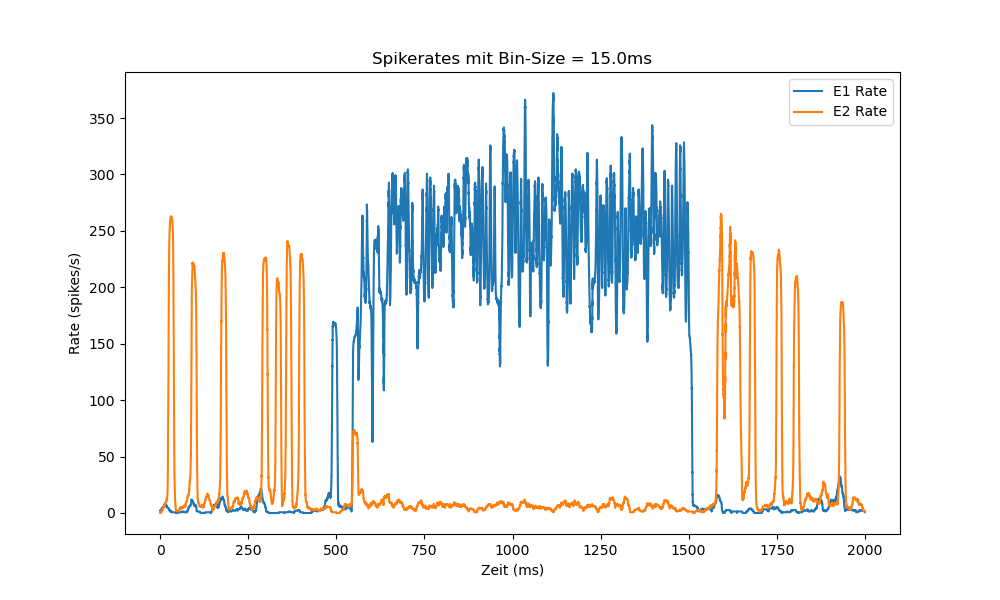 Spikerates mit Bin-Size = 15.0ms
E1 Rate
E2 Rate
Rate (spikes/s)
350
300
250
200
150
100
50
0
0 250 500 750 1000 1250 1500 1750 2000
Zeit (ms)